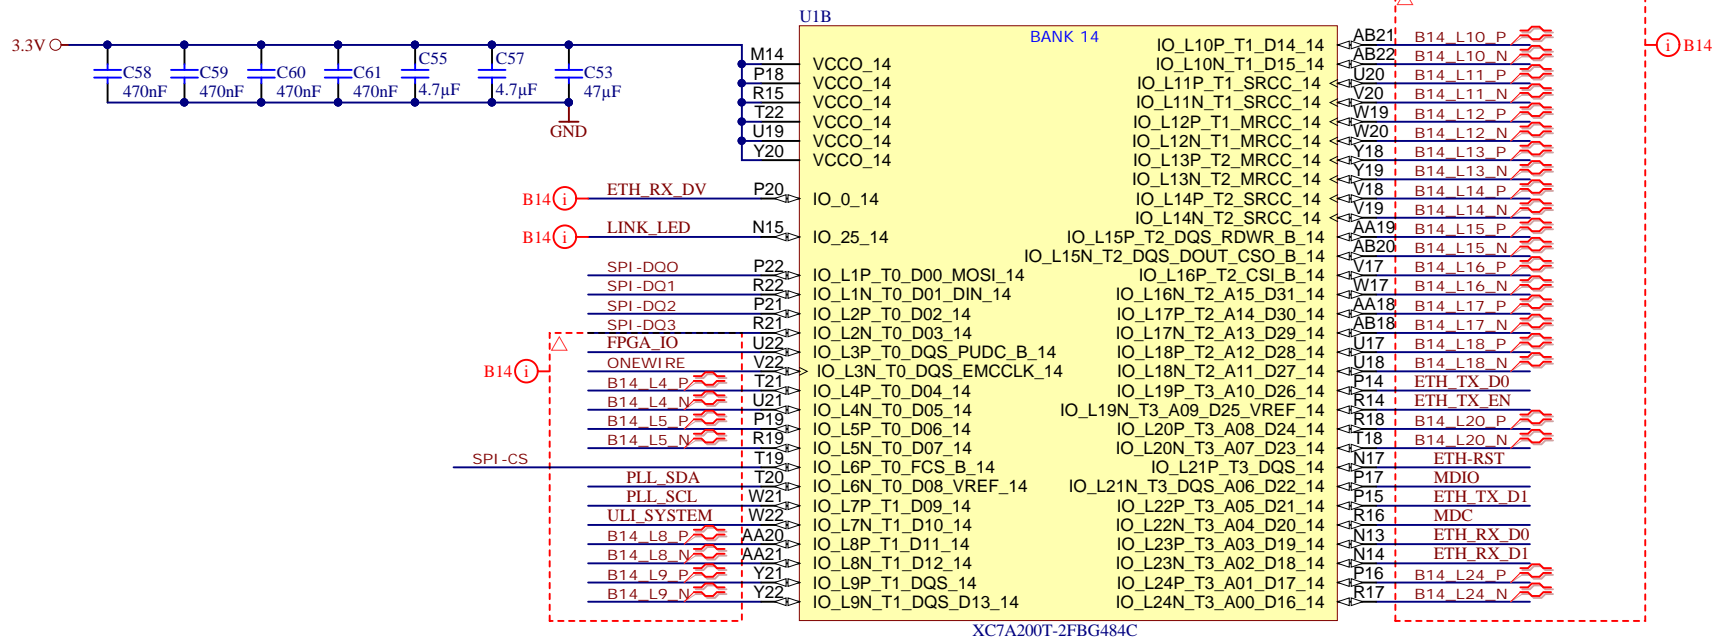 U1B
BANK 14
3.3V
C58
470nF
C59
470nF
C60
470nF
C61
470nF
C55
4.7µF
C57
4.7µF
C53
47µF
GND
M14 VCCO_14
P18 VCCO_14
R15 VCCO_14
T22 VCCO_14
U19 VCCO_14
Y20 VCCO_14
B14 i ETH_RX_DV P20 IO_0_14
B14 i LINK_LED N15 IO_25_14
SPI-DQ0 P22 IO_L1P_T0_D00_MOSI_14
SPI-DQ1 R22 IO_L1N_T0_D01_DIN_14
SPI-DQ2 P21 IO_L2P_T0_D02_14
SPI-DQ3 R21 IO_L2N_T0_D03_14
FPGA_IO U22 IO_L3P_T0_DQS_PUDC_B_14
B14 i ONEWIRE V22 IO_L3N_T0_DQS_EMCCLK_14
B14_L4_P T21 IO_L4P_T0_D04_14
B14_L4_N U21 IO_L4N_T0_D05_14
B14_L5_P P19 IO_L5P_T0_D06_14
B14_L5_N R19 IO_L5N_T0_D07_14
SPI-CS T19 IO_L6P_T0_FCS_B_14
PLL_SDA T20 IO_L6N_T0_D08_VREF_14
PLL_SCL W21 IO_L7P_T1_D09_14
ULI_SYSTEM W22 IO_L7N_T1_D10_14
B14_L8_P AA20 IO_L8P_T1_D11_14
B14_L8_N AA21 IO_L8N_T1_D12_14
B14_L9_P Y21 IO_L9P_T1_DQS_14
B14_L9_N Y22 IO_L9N_T1_DQS_D13_14
IO_L10P_T1_D14_14 AB21 B14_L10_P i B14
IO_L10N_T1_D15_14 AB22 B14_L10_N
IO_L11P_T1_SRCC_14 U20 B14_L11_P
IO_L11N_T1_SRCC_14 V20 B14_L11_N
IO_L12P_T1_MRCC_14 W19 B14_L12_P
IO_L12N_T1_MRCC_14 W20 B14_L12_N
IO_L13P_T2_MRCC_14 Y18 B14_L13_P
IO_L13N_T2_MRCC_14 Y19 B14_L13_N
IO_L14P_T2_SRCC_14 V18 B14_L14_P
IO_L14N_T2_SRCC_14 V19 B14_L14_N
IO_L15P_T2_DQS_RDWR_B_14 AA19 B14_L15_P
IO_L15N_T2_DQS_DOUT_CSO_B_14 AB20 B14_L15_N
IO_L16P_T2_CSI_B_14 V17 B14_L16_P
IO_L16N_T2_A15_D31_14 W17 B14_L16_N
IO_L17P_T2_A14_D30_14 AA18 B14_L17_P
IO_L17N_T2_A13_D29_14 AB18 B14_L17_N
IO_L18P_T2_A12_D28_14 U17 B14_L18_P
IO_L18N_T2_A11_D27_14 U18 B14_L18_N
IO_L19P_T3_A10_D26_14 P14 ETH_TX_D0
IO_L19N_T3_A09_D25_VREF_14 R14 ETH_TX_EN
IO_L20P_T3_A08_D24_14 R18 B14_L20_P
IO_L20N_T3_A07_D23_14 T18 B14_L20_N
IO_L21P_T3_DQS_14 N17 ETH-RST
IO_L21N_T3_DQS_A06_D22_14 P17 MDIO
IO_L22P_T3_A05_D21_14 P15 ETH_TX_D1
IO_L22N_T3_A04_D20_14 R16 MDC
IO_L23P_T3_A03_D19_14 N13 ETH_RX_D0
IO_L23N_T3_A02_D18_14 N14 ETH_RX_D1
IO_L24P_T3_A01_D17_14 P16 B14_L24_P
IO_L24N_T3_A00_D16_14 R17 B14_L24_N
XC7A200T-2FBG484C